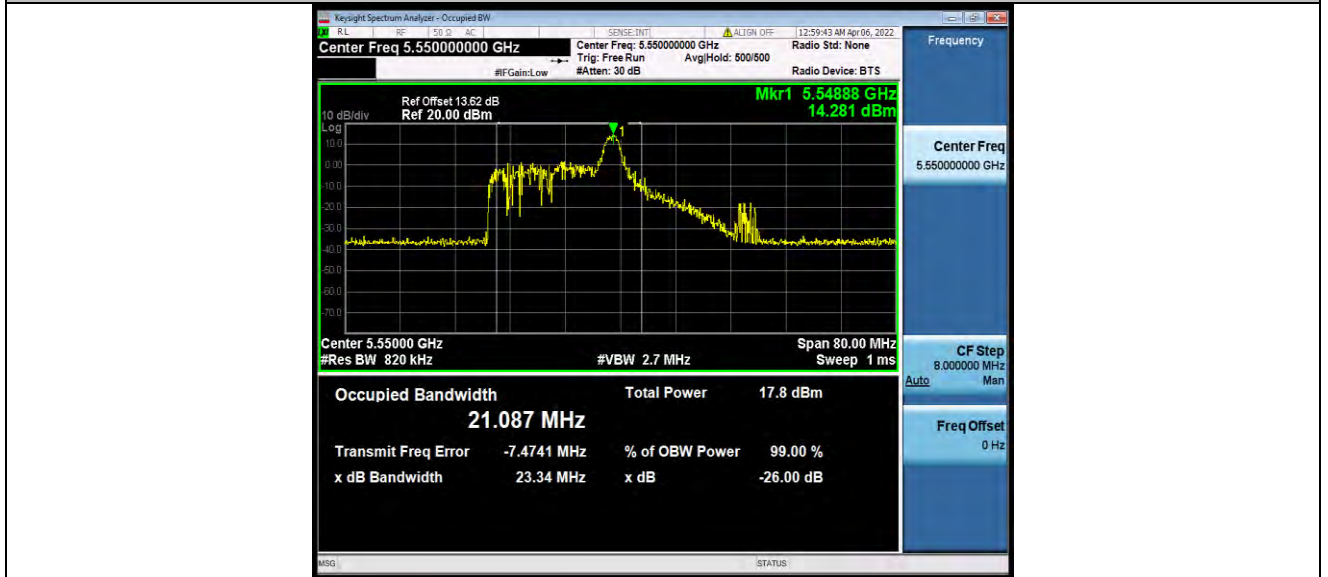 Keysight Spectrum Analyzer - Occupied BW
RL RF 50 Ω AC SENSE:INT ALIGN OFF 12:59:43 AM Apr 06, 2022
Center Freq 5.550000000 GHz Center Freq: 5.550000000 GHz Radio Std: None
Trig: Free Run Avg|Hold: 500/500
#IFGain:Low #Atten: 30 dB Radio Device: BTS
Frequency
Mkr1 5.54888 GHz
14.281 dBm
Ref Offset 13.62 dB
10 dB/div Ref 20.00 dBm
Log
1
10.0
0.00
-10.0
-20.0
-30.0
-40.0
-50.0
-60.0
-70.0
Center 5.55000 GHz Span 80.00 MHz
#Res BW 820 kHz #VBW 2.7 MHz Sweep 1 ms
Center Freq
5.550000000 GHz
CF Step
8.000000 MHz
Auto Man
Freq Offset
0 Hz
Occupied Bandwidth Total Power 17.8 dBm
21.087 MHz
Transmit Freq Error -7.4741 MHz % of OBW Power 99.00 %
x dB Bandwidth 23.34 MHz x dB -26.00 dB
MSG STATUS